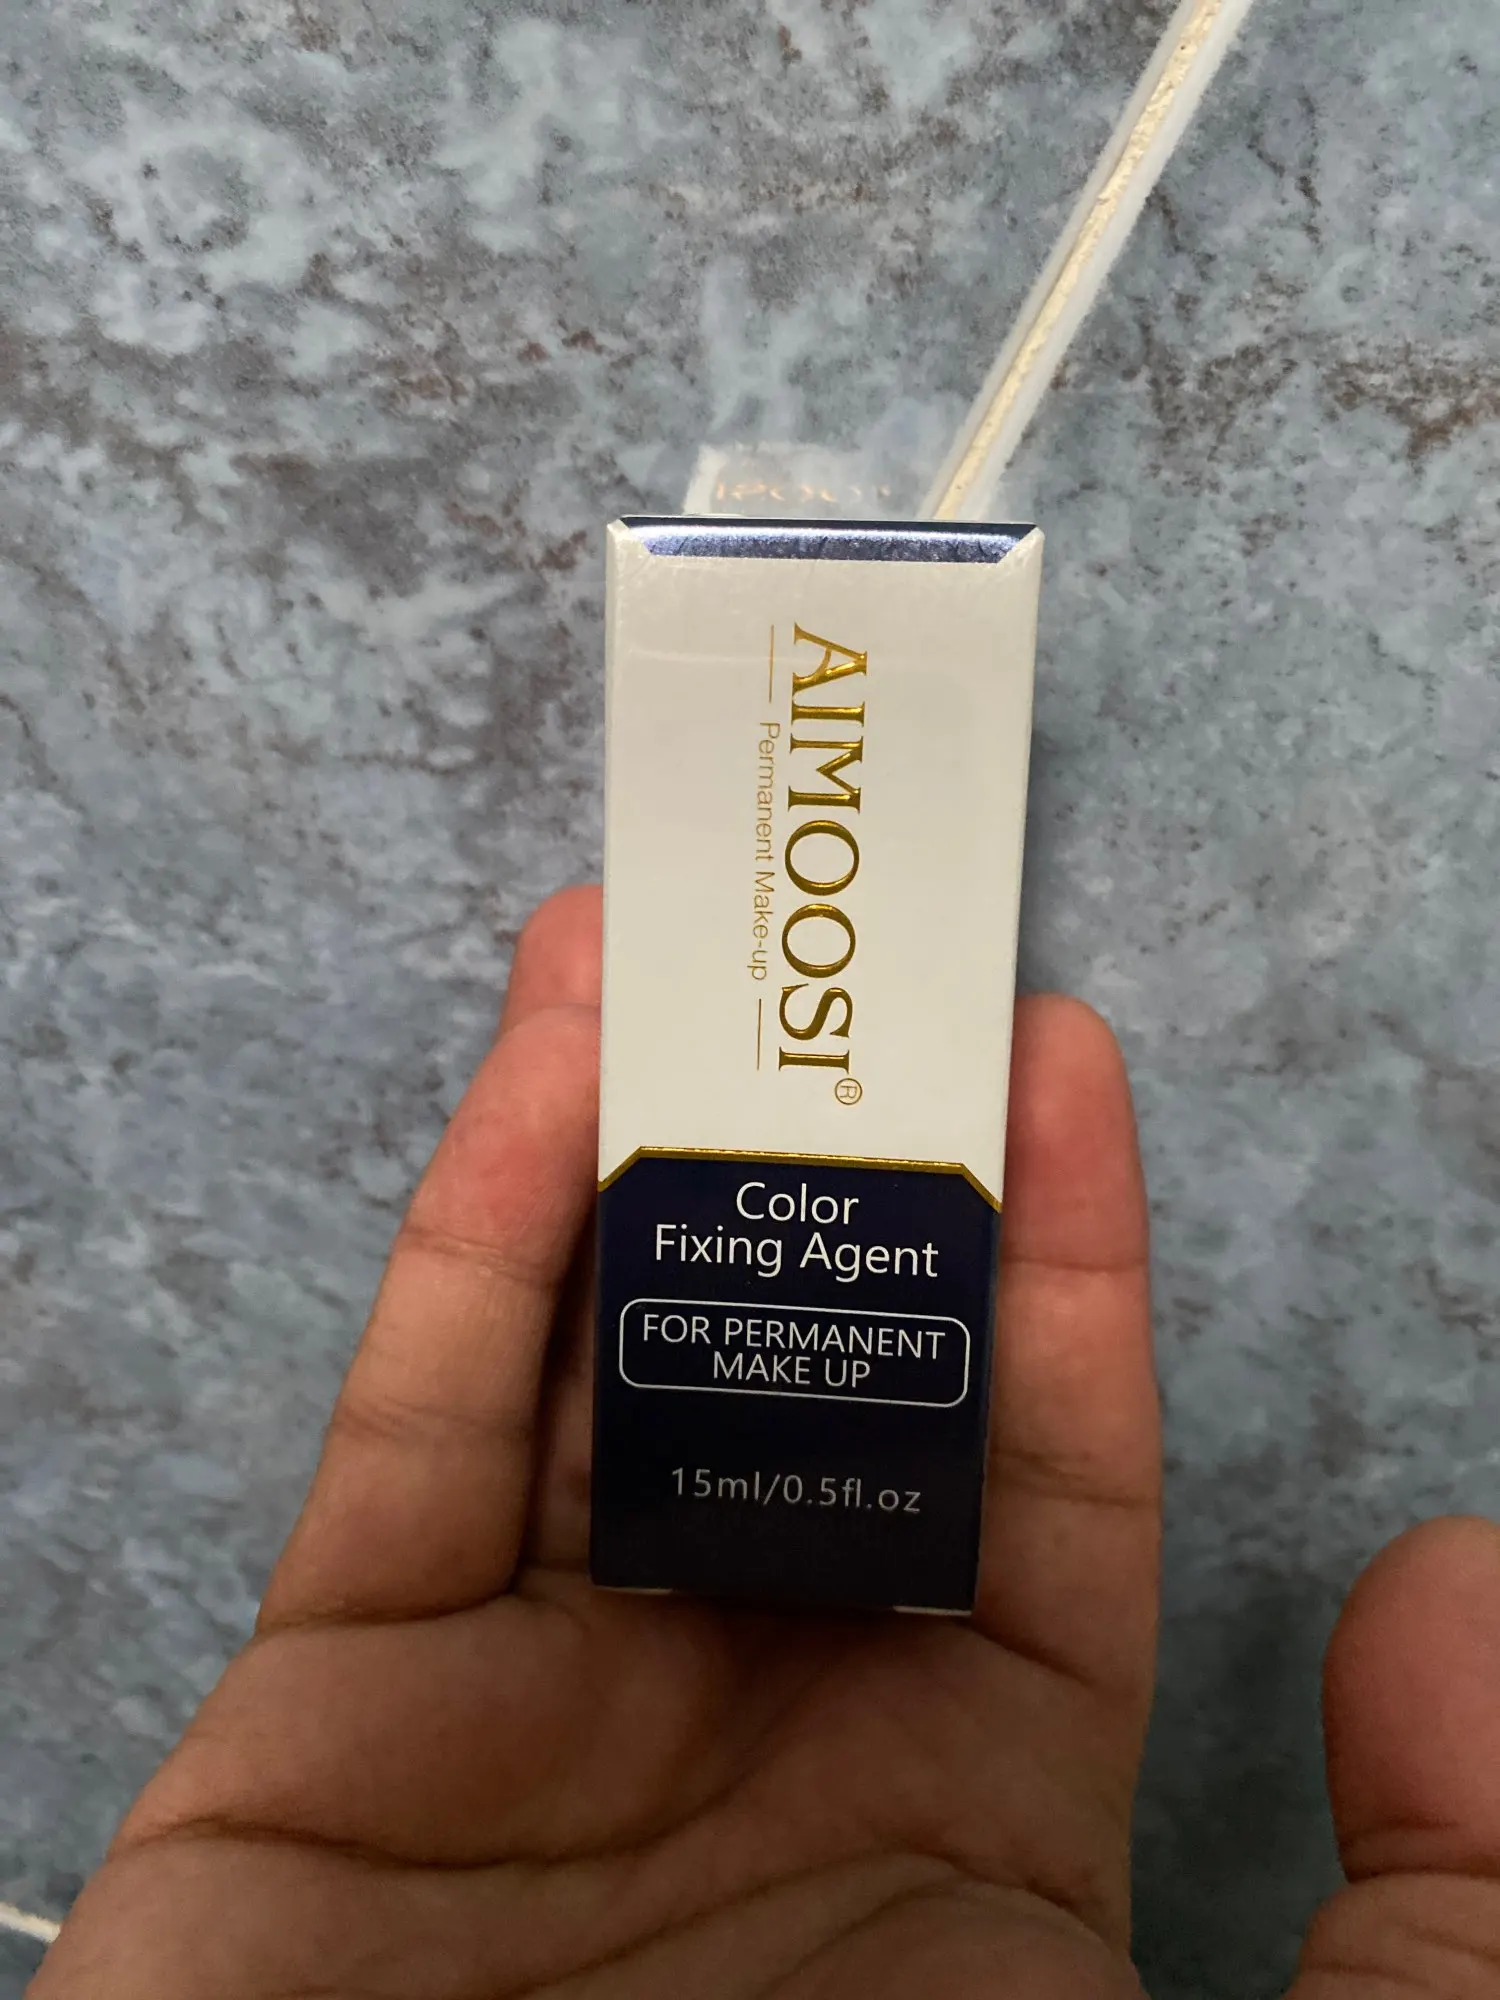 AIMOOSI®
Permanent Make-up
Color
Fixing Agent
FOR PERMANENT
MAKE UP
15ml/0.5fl.oz